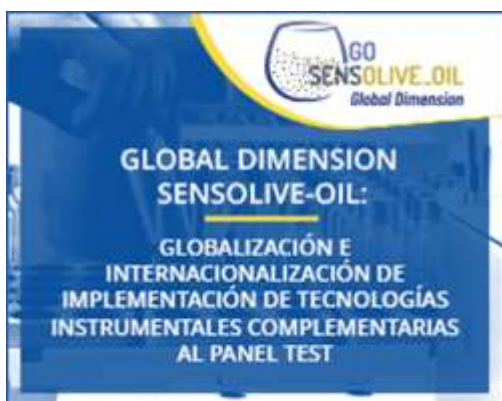 GO
SENSOLIVE_OIL
Global Dimension
GLOBAL DIMENSION
SENSOLIVE-OIL:
GLOBALIZACIÓN E
INTERNACIONALIZACIÓN DE
IMPLEMENTACIÓN DE TECNOLOGÍAS
INSTRUMENTALES COMPLEMENTARIAS
AL PANEL TEST